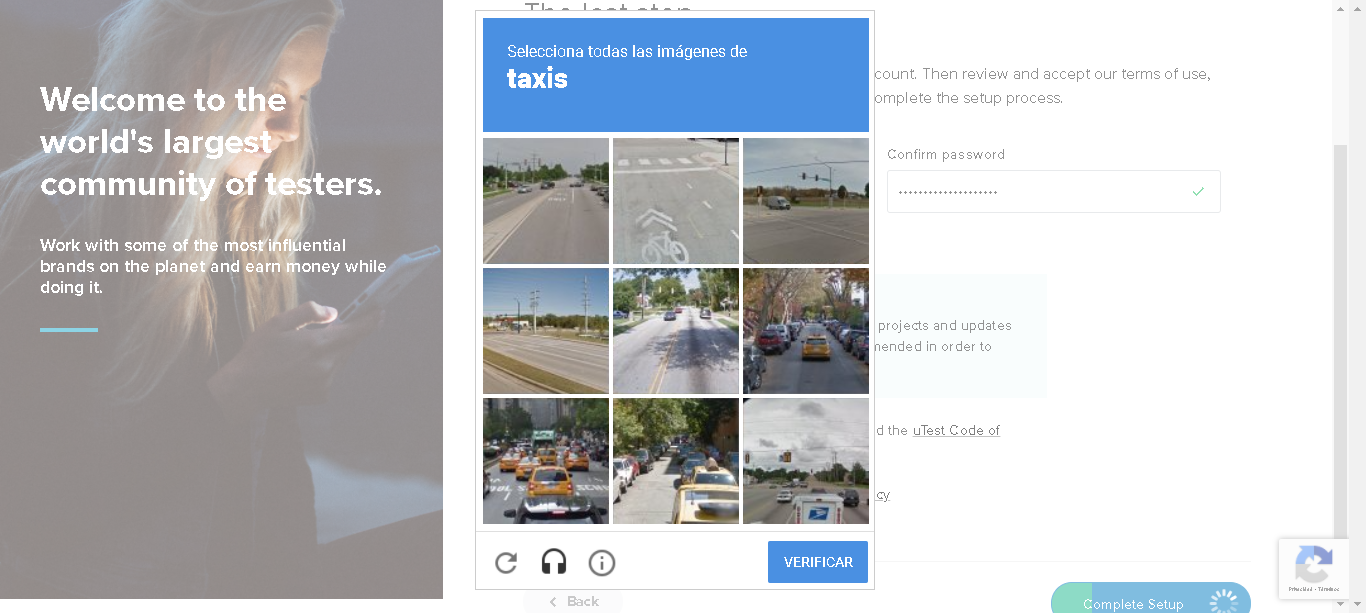 The last step
Welcome to the
world's largest
community of testers.
Work with some of the most influential
brands on the planet and earn money while
doing it.
Selecciona todas las imágenes de
taxis
VERIFICAR
count. Then review and accept our terms of use,
omplete the setup process.
Confirm password
projects and updates
mended in order to
d the uTest Code of
cy
Back
Complete Setup
Privacidad - Términos